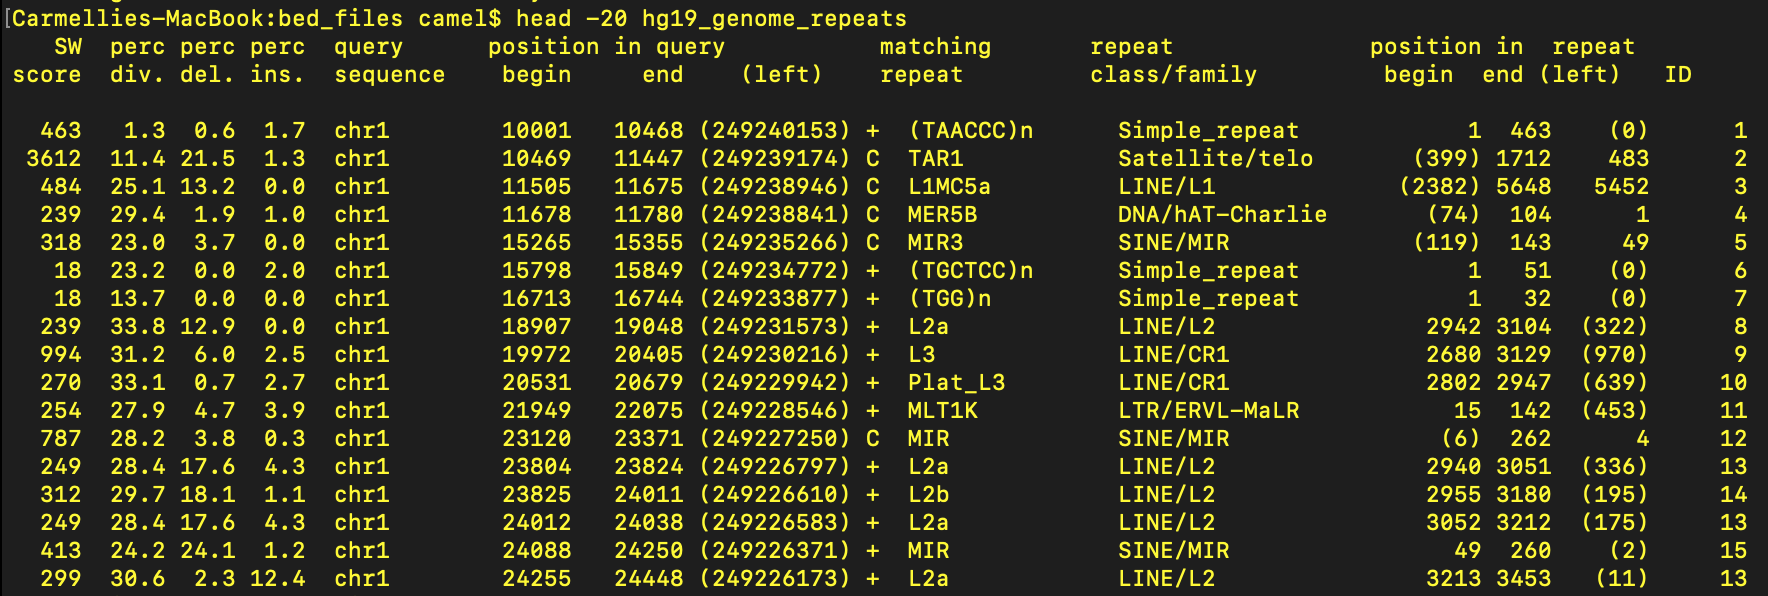 [Carmellies-MacBook:bed_files camel$ head -20 hg19_genome_repeats
   SW  perc perc perc  query      position in query           matching       repeat              position in  repeat
score  div. del. ins.  sequence    begin     end    (left)    repeat         class/family         begin  end (left)   ID

  463   1.3  0.6  1.7  chr1        10001   10468 (249240153) +  (TAACCC)n      Simple_repeat            1  463    (0)      1
 3612  11.4 21.5  1.3  chr1        10469   11447 (249239174) C  TAR1           Satellite/telo       (399) 1712    483      2
  484  25.1 13.2  0.0  chr1        11505   11675 (249238946) C  L1MC5a         LINE/L1             (2382) 5648   5452      3
  239  29.4  1.9  1.0  chr1        11678   11780 (249238841) C  MER5B          DNA/hAT-Charlie       (74)  104      1      4
  318  23.0  3.7  0.0  chr1        15265   15355 (249235266) C  MIR3           SINE/MIR             (119)  143     49      5
   18  23.2  0.0  2.0  chr1        15798   15849 (249234772) +  (TGCTCC)n      Simple_repeat            1   51    (0)      6
   18  13.7  0.0  0.0  chr1        16713   16744 (249233877) +  (TGG)n         Simple_repeat            1   32    (0)      7
  239  33.8 12.9  0.0  chr1        18907   19048 (249231573) +  L2a            LINE/L2               2942 3104  (322)      8
  994  31.2  6.0  2.5  chr1        19972   20405 (249230216) +  L3             LINE/CR1              2680 3129  (970)      9
  270  33.1  0.7  2.7  chr1        20531   20679 (249229942) +  Plat_L3        LINE/CR1              2802 2947  (639)     10
  254  27.9  4.7  3.9  chr1        21949   22075 (249228546) +  MLT1K          LTR/ERVL-MaLR           15  142  (453)     11
  787  28.2  3.8  0.3  chr1        23120   23371 (249227250) C  MIR            SINE/MIR               (6)  262      4     12
  249  28.4 17.6  4.3  chr1        23804   23824 (249226797) +  L2a            LINE/L2               2940 3051  (336)     13
  312  29.7 18.1  1.1  chr1        23825   24011 (249226610) +  L2b            LINE/L2               2955 3180  (195)     14
  249  28.4 17.6  4.3  chr1        24012   24038 (249226583) +  L2a            LINE/L2               3052 3212  (175)     13
  413  24.2 24.1  1.2  chr1        24088   24250 (249226371) +  MIR            SINE/MIR                49  260    (2)     15
  299  30.6  2.3 12.4  chr1        24255   24448 (249226173) +  L2a            LINE/L2               3213 3453   (11)     13